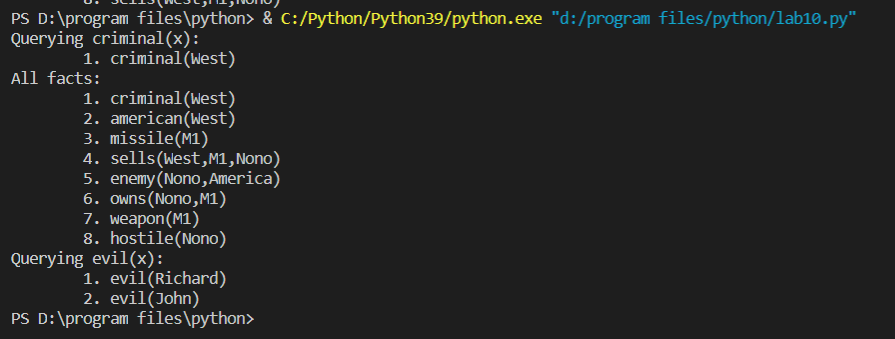 8. sells(West,M1,Nono)
PS D:\program files\python> & C:/Python/Python39/python.exe "d:/program files/python/lab10.py"
Querying criminal(x):
1. criminal(West)
All facts:
1. criminal(West)
2. american(West)
3. missile(M1)
4. sells(West,M1,Nono)
5. enemy(Nono,America)
6. owns(Nono,M1)
7. weapon(M1)
8. hostile(Nono)
Querying evil(x):
1. evil(Richard)
2. evil(John)
PS D:\program files\python>